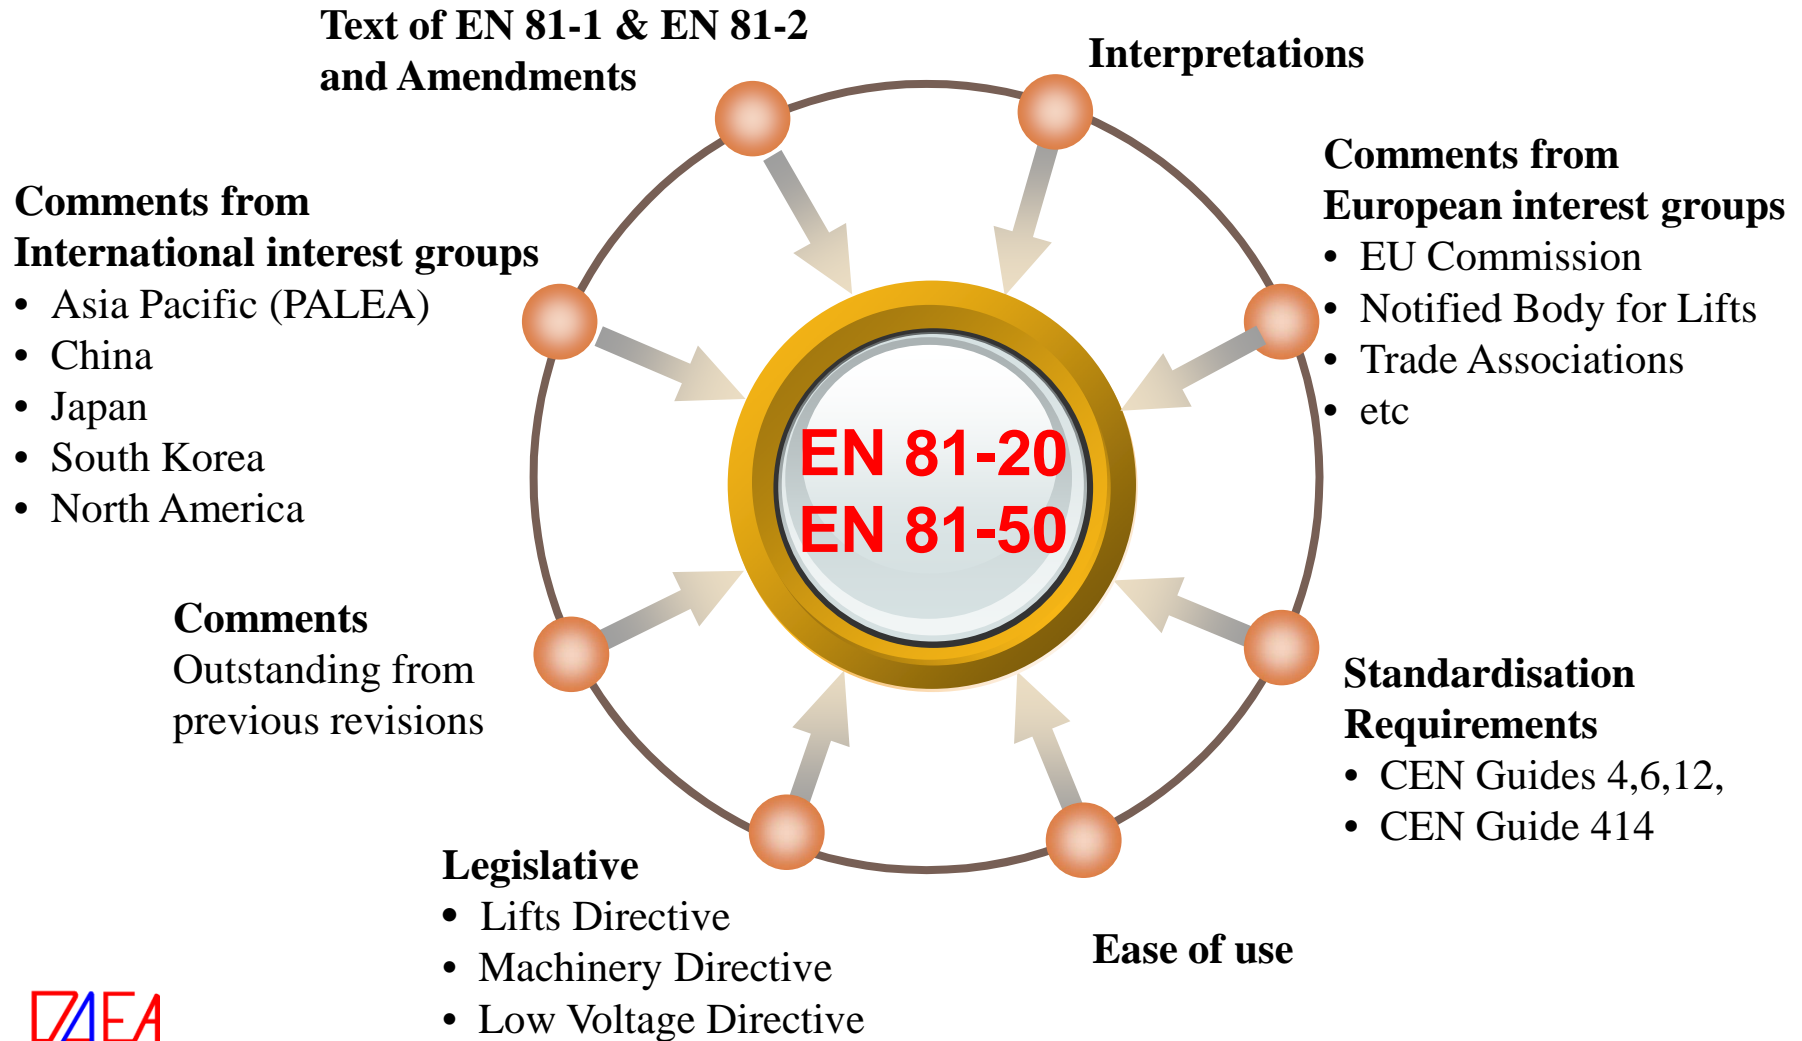 Text of EN 81-1 & EN 81-2
and Amendments
Interpretations
Comments from
European interest groups
• EU Commission
• Notified Body for Lifts
• Trade Associations
• etc
Comments from
International interest groups
• Asia Pacific (PALEA)
• China
• Japan
• South Korea
• North America
EN 81-20
EN 81-50
Comments
Outstanding from
previous revisions
Standardisation
Requirements
• CEN Guides 4,6,12,
• CEN Guide 414
Legislative
• Lifts Directive
• Machinery Directive
• Low Voltage Directive
Ease of use